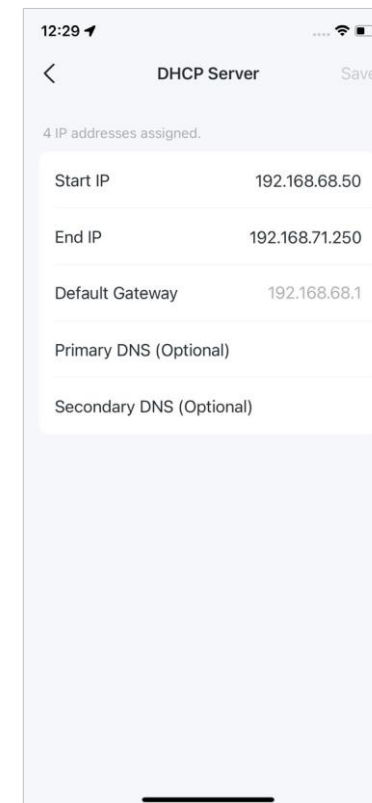 12:29
DHCP Server
Save
4 IP addresses assigned.
Start IP 192.168.68.50
End IP 192.168.71.250
Default Gateway 192.168.68.1
Primary DNS (Optional)
Secondary DNS (Optional)